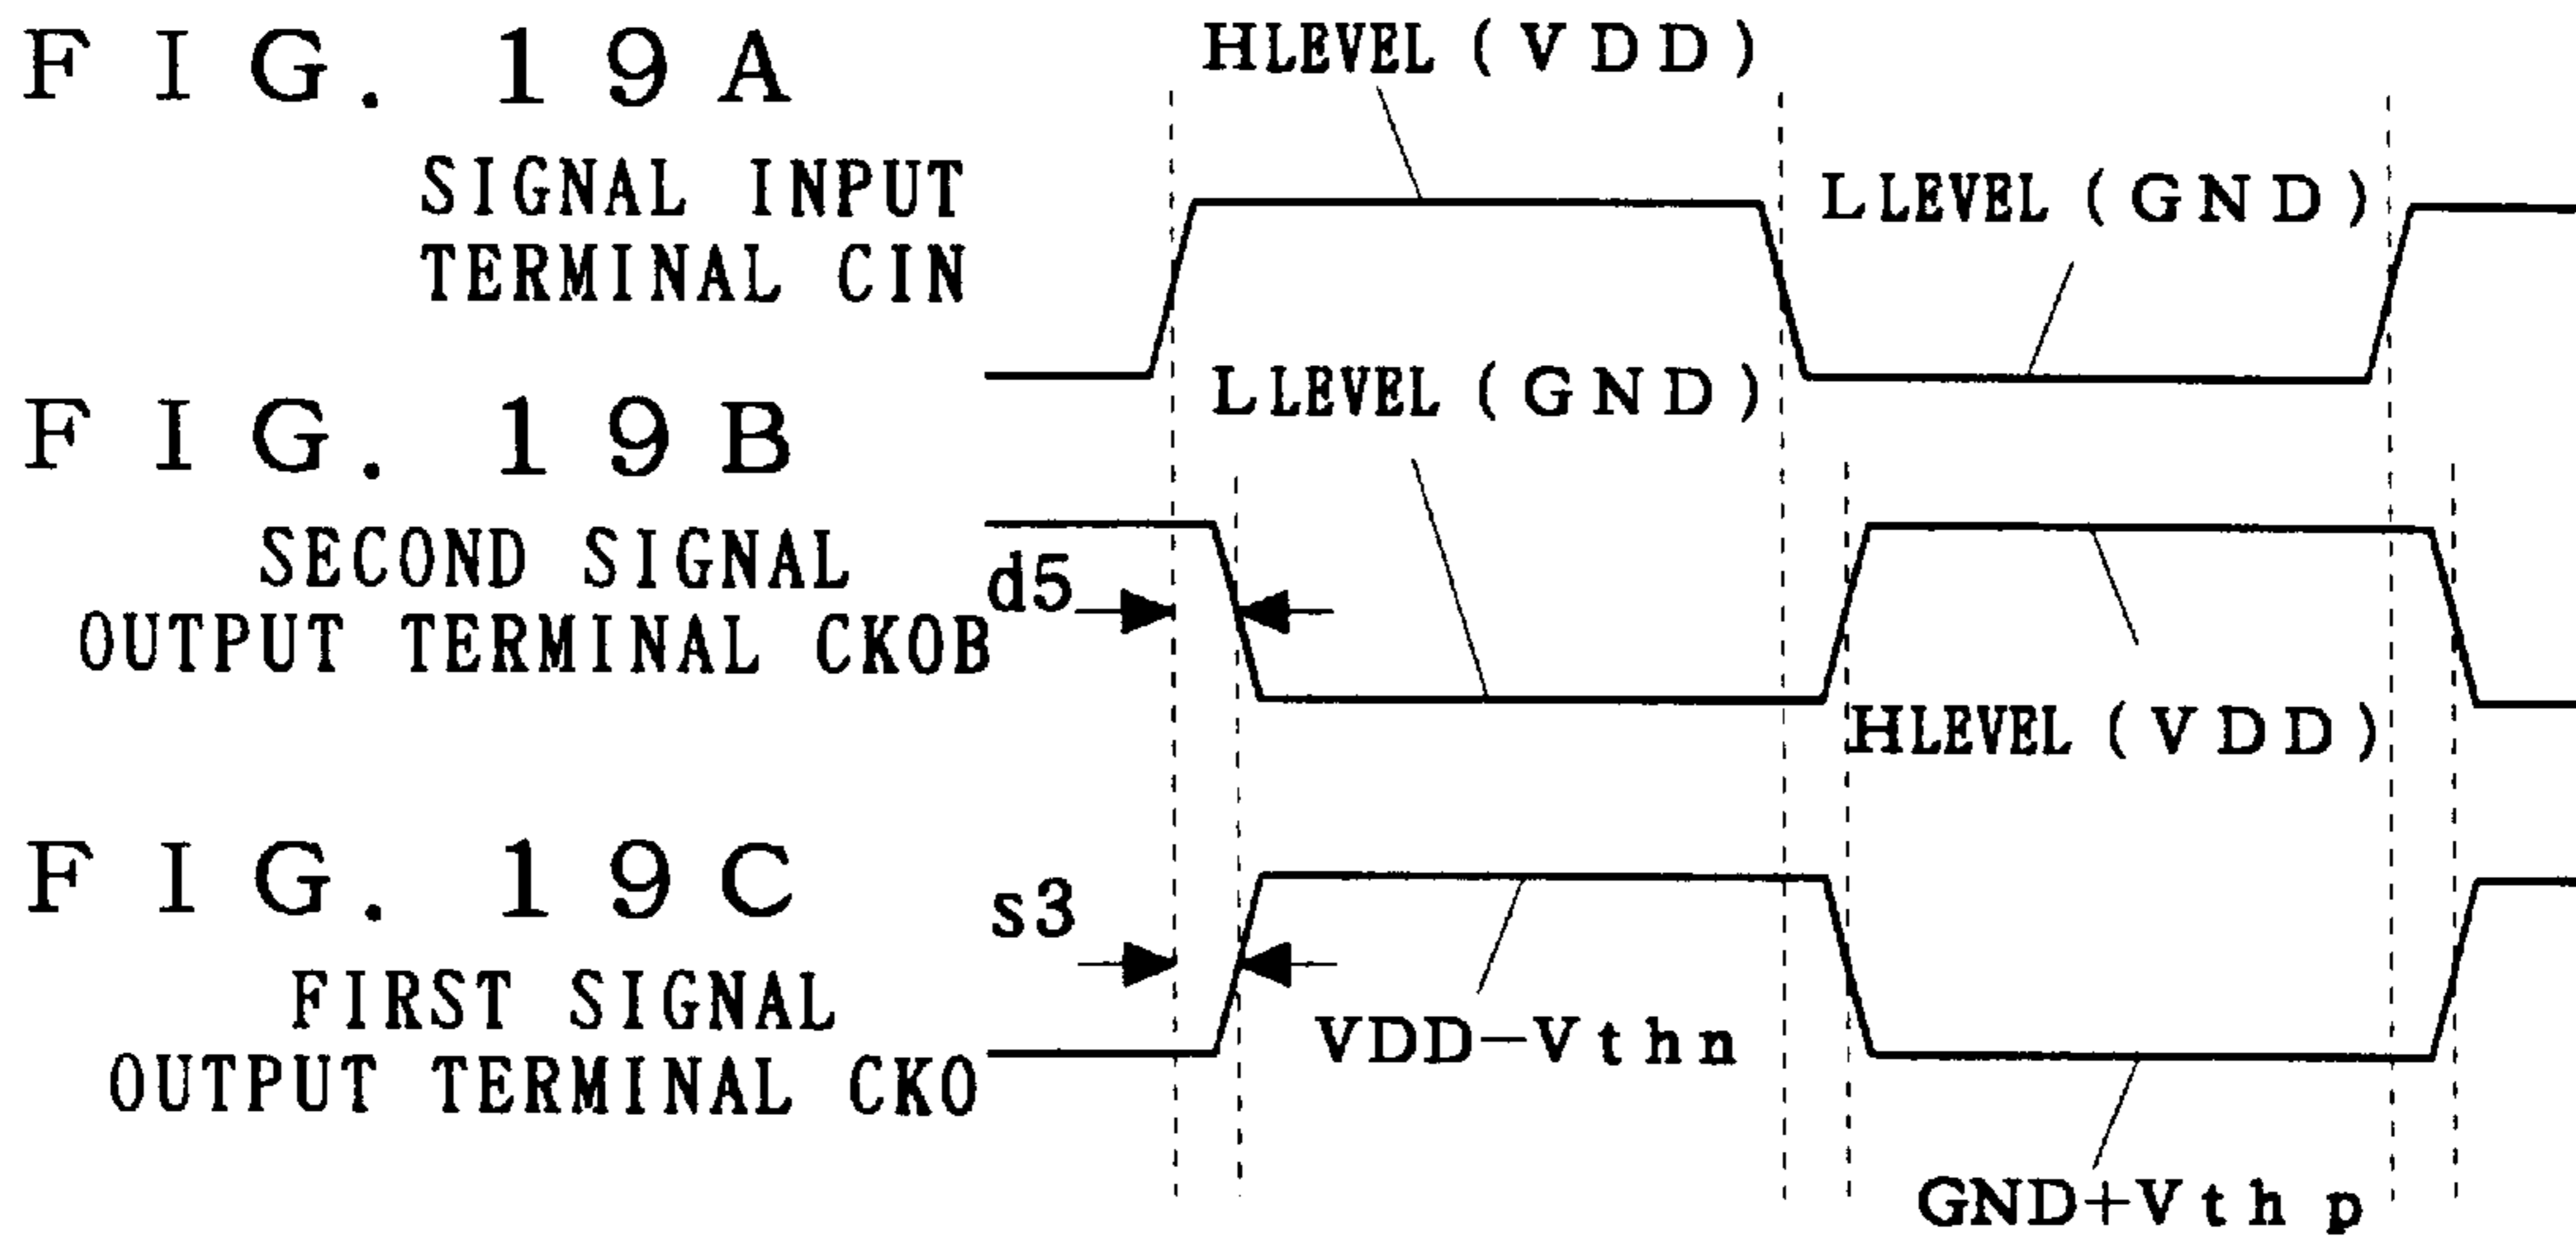 FIG. 19A
HLEVEL (VDD)
SIGNAL INPUT
TERMINAL CIN
LLEVEL (GND)
LLEVEL (GND)
FIG. 19B
SECOND SIGNAL
OUTPUT TERMINAL CKOB
d5
HLEVEL (VDD)
FIG. 19C
s3
FIRST SIGNAL
OUTPUT TERMINAL CKO
VDD-Vthn
GND+Vthp